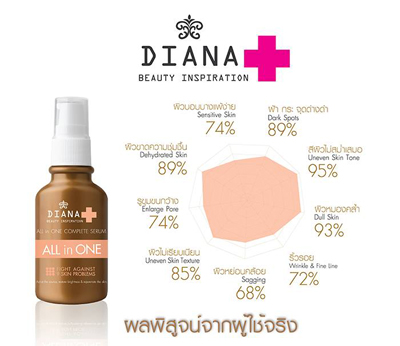 DIANA
BEAUTY INSPIRATION
ผิวบอบบางแพ้ง่าย
Sensitive Skin
74%
ฝ้า กระ จุดด่างดำ
Dark Spots
89%
ผิวขาดความชุ่มชื้น
Dehydrated Skin
89%
สีผิวไม่สม่ำเสมอ
Uneven Skin Tone
95%
รูขุมขนกว้าง
Enlarge Pore
74%
ผิวหมองคล้ำ
Dull Skin
93%
ผิวไม่เรียบเนียน
Uneven Skin Texture
85%
ผิวหย่อนคล้อย
Sagging
68%
ริ้วรอย
Wrinkle & Fine Line
72%
DIANA
BEAUTY INSPIRATION
ALL in ONE COMPLETE SERUM
ALL in ONE
FIGHT AGAINST
9 SKIN PROBLEMS
ผลพิสูจน์จากผู้ใช้จริง